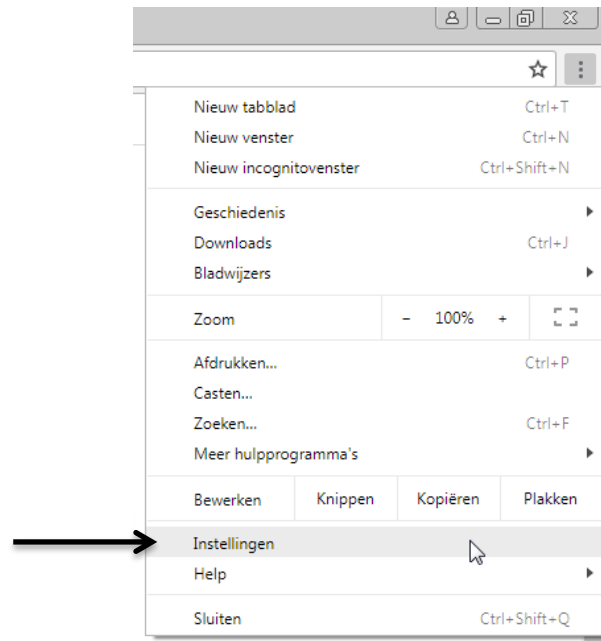 Nieuw tabblad Ctrl+T
Nieuw venster Ctrl+N
Nieuw incognitovenster Ctrl+Shift+N
Geschiedenis
Downloads Ctrl+J
Bladwijzers
Zoom - 100% +
Afdrukken... Ctrl+P
Casten...
Zoeken... Ctrl+F
Meer hulpprogramma's
Bewerken Knippen Kopiëren Plakken
Instellingen
Help
Sluiten Ctrl+Shift+Q